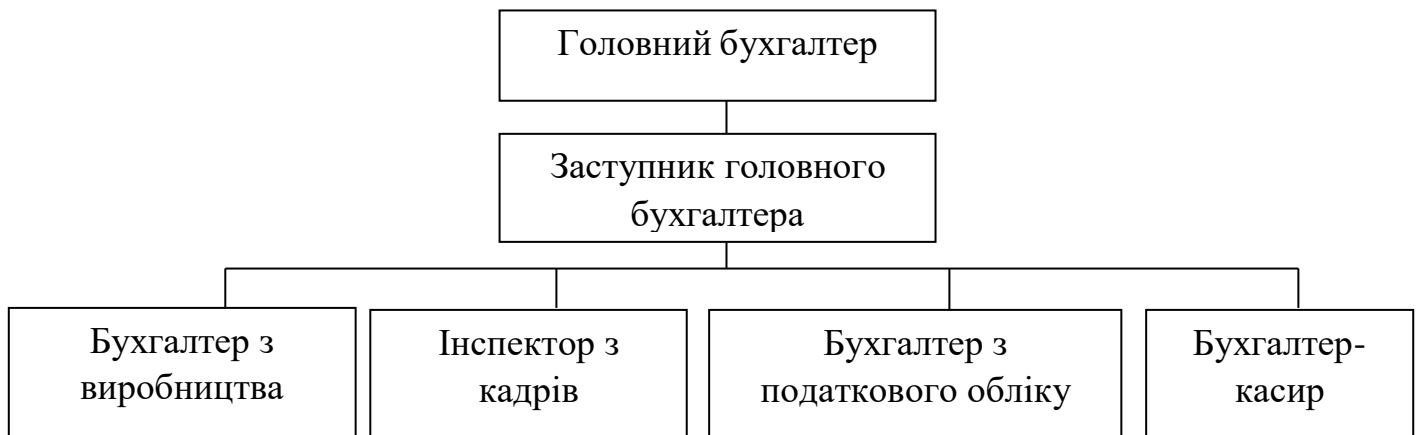 Головний бухгалтер
Заступник головного
бухгалтера
Бухгалтер з
виробництва
Інспектор з
кадрів
Бухгалтер з
податкового обліку
Бухгалтер-
касир